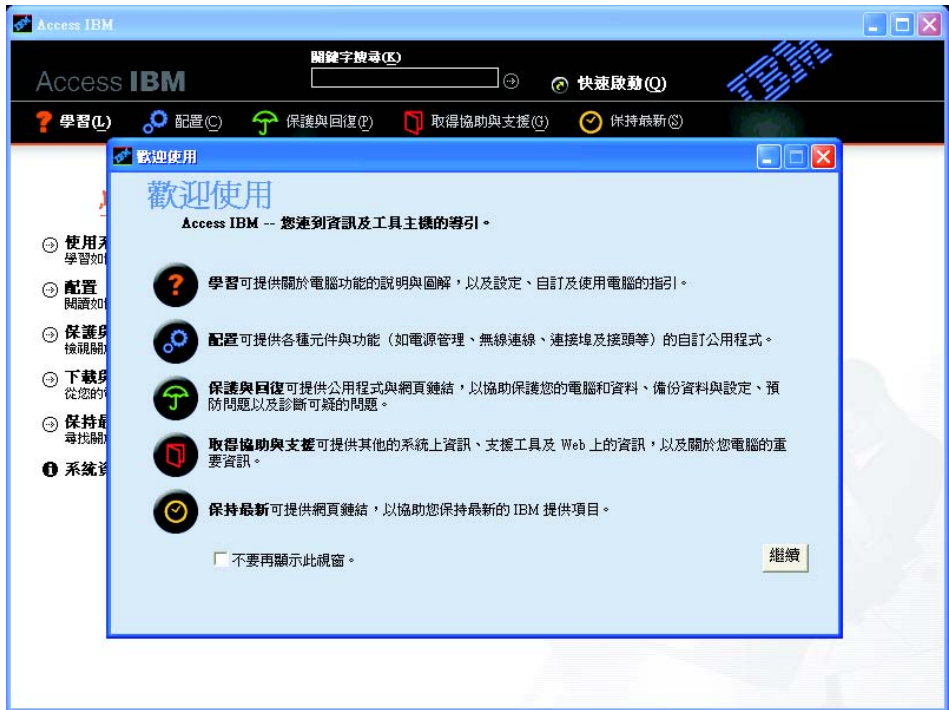 Access IBM
關鍵字搜尋(K)
Access IBM
快速啟動(Q)
IBM
學習(L)
配置(C)
保護與回復(P)
取得協助與支援(G)
保持最新(S)
歡迎使用
歡迎使用
Access IBM -- 您連到資訊及工具主機的導引。
使用系
學習如
配置
閱讀如
保護與
檢視關
下載與
從您的
保持最
尋找關
系統資
學習可提供關於電腦功能的說明與圖解，以及設定、自訂及使用電腦的指引。
配置可提供各種元件與功能（如電源管理、無線連線、連接埠及接頭等）的自訂公用程式。
保護與回復可提供公用程式與網頁鏈結，以協助保護您的電腦和資料、備份資料與設定、預
防問題以及診斷可疑的問題。
取得協助與支援可提供其他的系統上資訊、支援工具及 Web 上的資訊，以及關於您電腦的重
要資訊。
保持最新可提供網頁鏈結，以協助您保持最新的 IBM 提供項目。
不要再顯示此視窗。
繼續